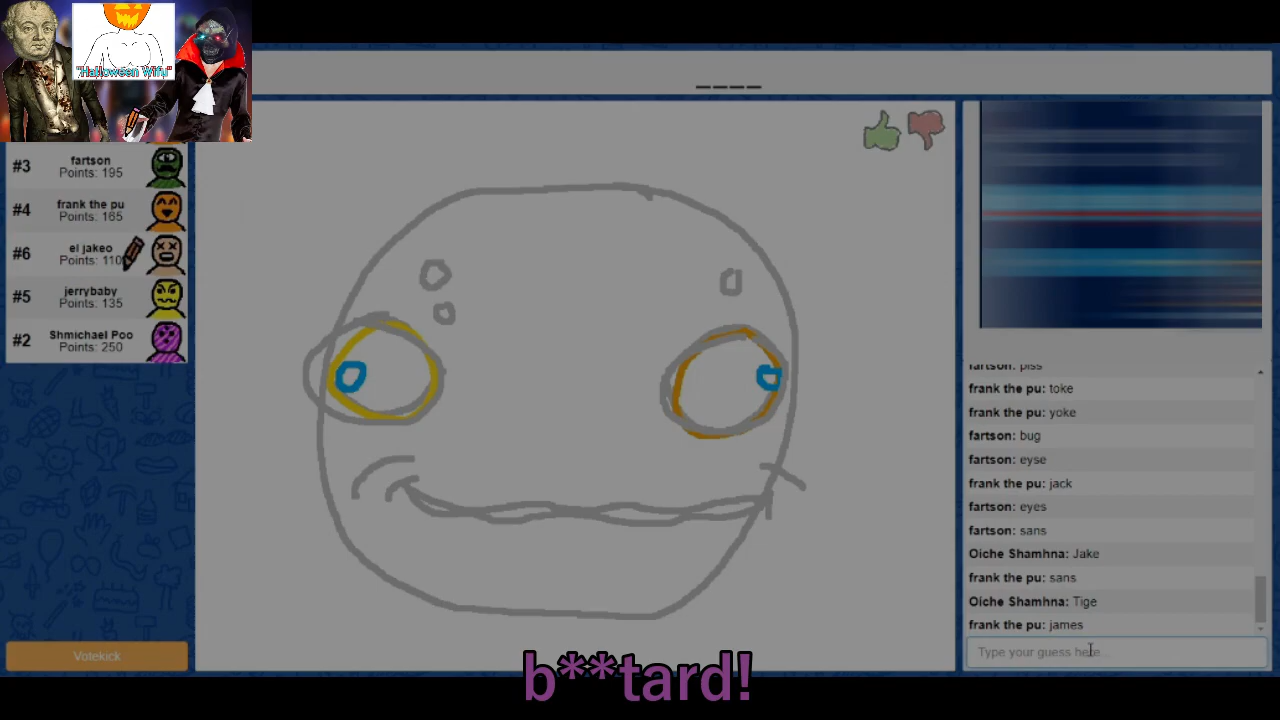 "Halloween Wifu"
____
#3 fartson
Points: 195
#4 frank the pu
Points: 165
#6 el jakeo
Points: 110
#5 jerrybaby
Points: 135
#2 Shmichael Poo
Points: 250
Votekick
fartson: piss
frank the pu: toke
frank the pu: yoke
fartson: bug
fartson: eyse
frank the pu: jack
fartson: eyes
fartson: sans
Oiche Shamhna: Jake
frank the pu: sans
Oiche Shamhna: Tige
frank the pu: james
Type your guess here...
b**tard!